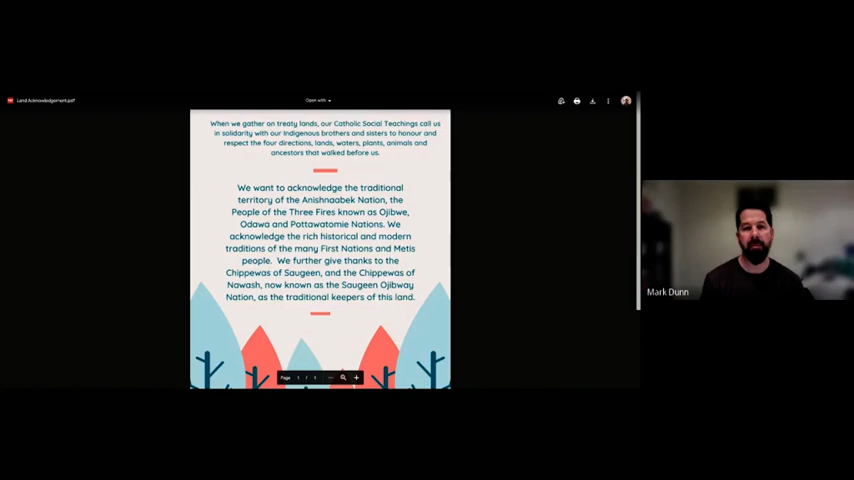 Land Acknowledgement.pdf
Open with
When we gather on treaty lands, our Catholic Social Teachings call us
in solidarity with our Indigenous brothers and sisters to honour and
respect the four directions, lands, waters, plants, animals and
ancestors that walked before us.
We want to acknowledge the traditional
territory of the Anishnaabek Nation, the
People of the Three Fires known as Ojibwe,
Odawa and Pottawatomie Nations. We
acknowledge the rich historical and modern
traditions of the many First Nations and Metis
people. We further give thanks to the
Chippewas of Saugeen, and the Chippewas of
Nawash, now known as the Saugeen Ojibway
Nation, as the traditional keepers of this land.
Page 1 / 1
Mark Dunn